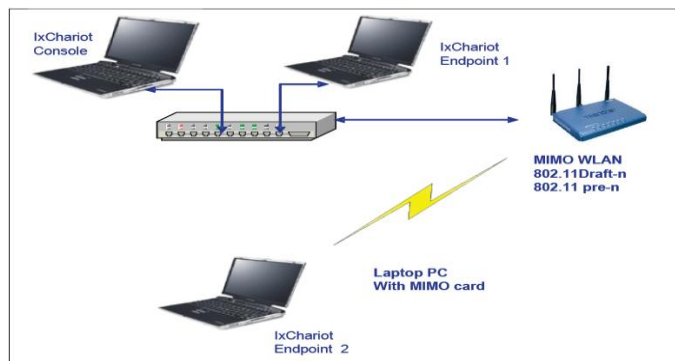 IxChariot
Console
IxChariot
Endpoint 1
MIMO WLAN
802.11Draft-n
802.11 pre-n
Laptop PC
With MIMO card
IxChariot
Endpoint 2